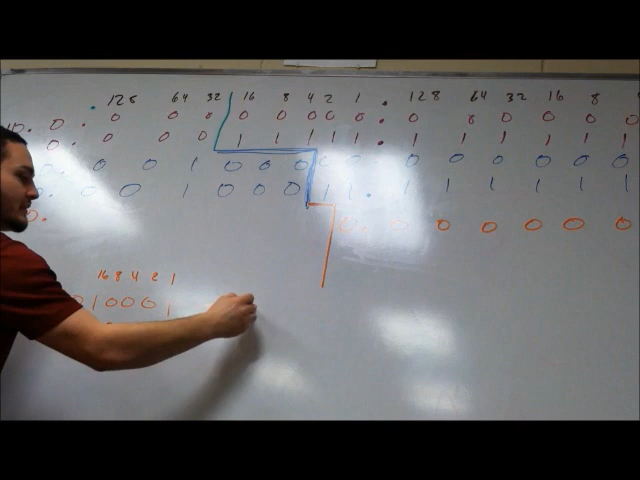 . 128 64 32 16 8 4 2 1 . 128 64 32 16 8 4
10. 0. 0 0 0 0 0 0 0 0 . 0 0 0 0 0 0
0. 0 0 0 1 1 1 1 1 . 1 1 1 1 1 1
0. 0 0 1 0 0 0 0 0 0 0 0 0 0 0
. 0 0 1 0 0 0 1 1 . 1 1 1 1 1 1
0. 0. 0 0 0 0 0 0
16 8 4 2 1
0 1 0 0 0 1